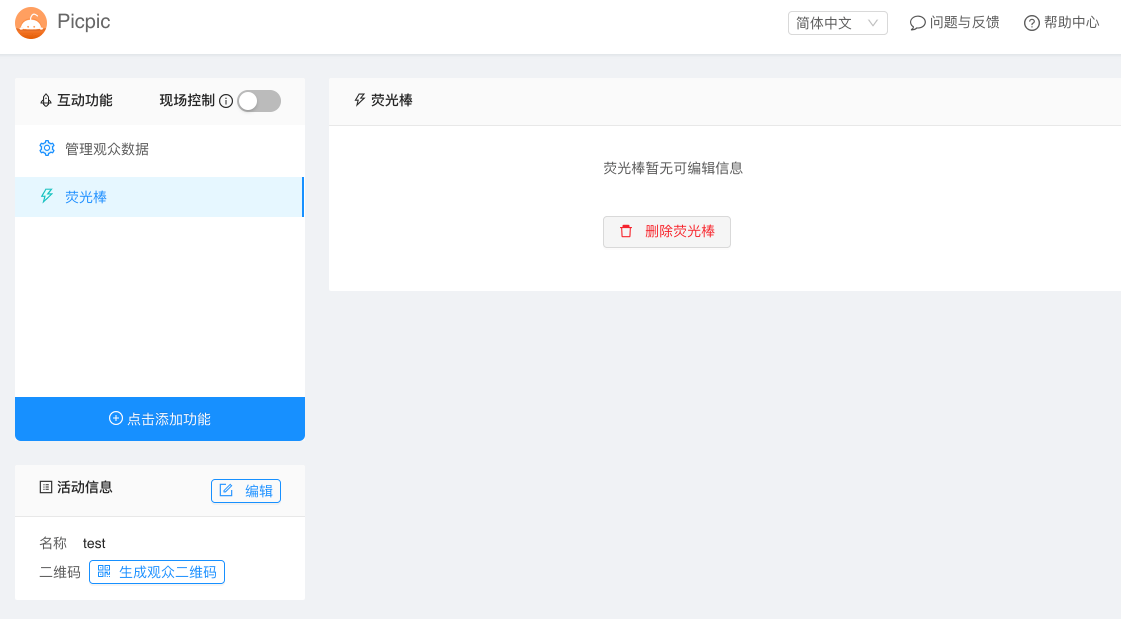 Picpic
简体中文
问题与反馈
帮助中心
互动功能
现场控制
管理观众数据
荧光棒
点击添加功能
活动信息
编辑
名称 test
二维码 生成观众二维码
荧光棒
荧光棒暂无可编辑信息
删除荧光棒